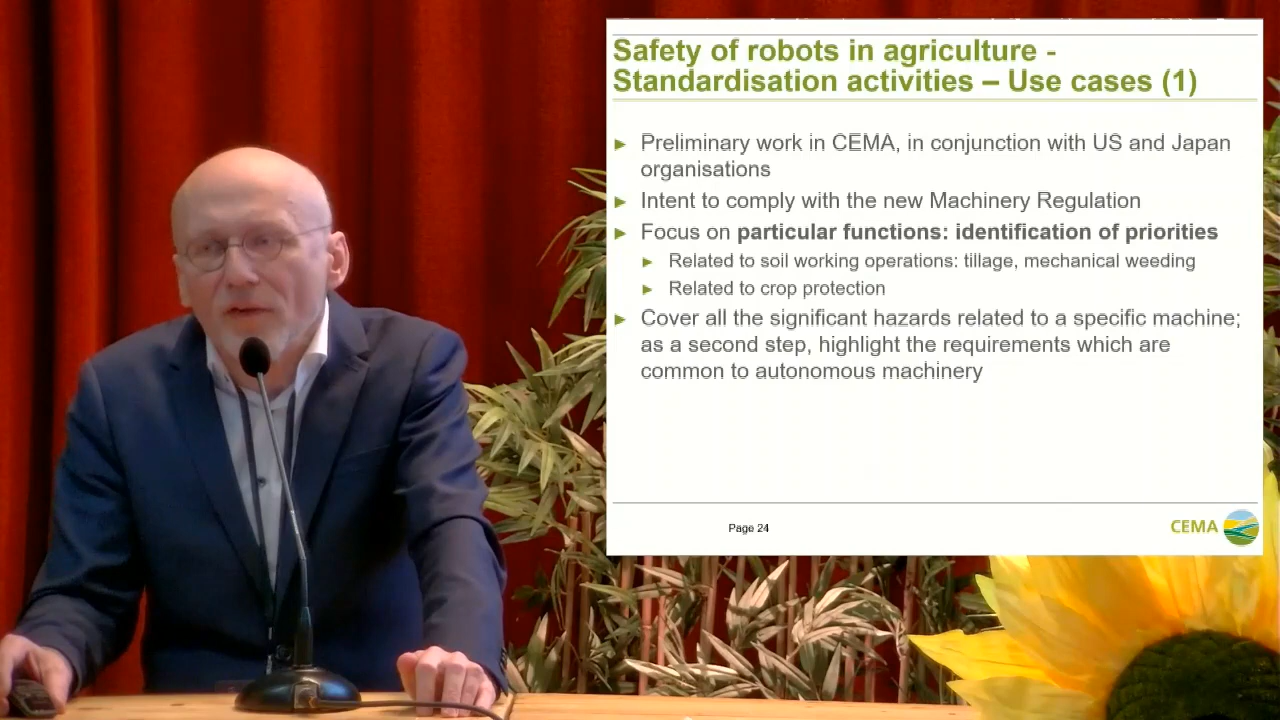 Safety of robots in agriculture -
Standardisation activities – Use cases (1)
Preliminary work in CEMA, in conjunction with US and Japan
organisations
Intent to comply with the new Machinery Regulation
Focus on particular functions: identification of priorities
Related to soil working operations: tillage, mechanical weeding
Related to crop protection
Cover all the significant hazards related to a specific machine;
as a second step, highlight the requirements which are
common to autonomous machinery
Page 24
CEMA